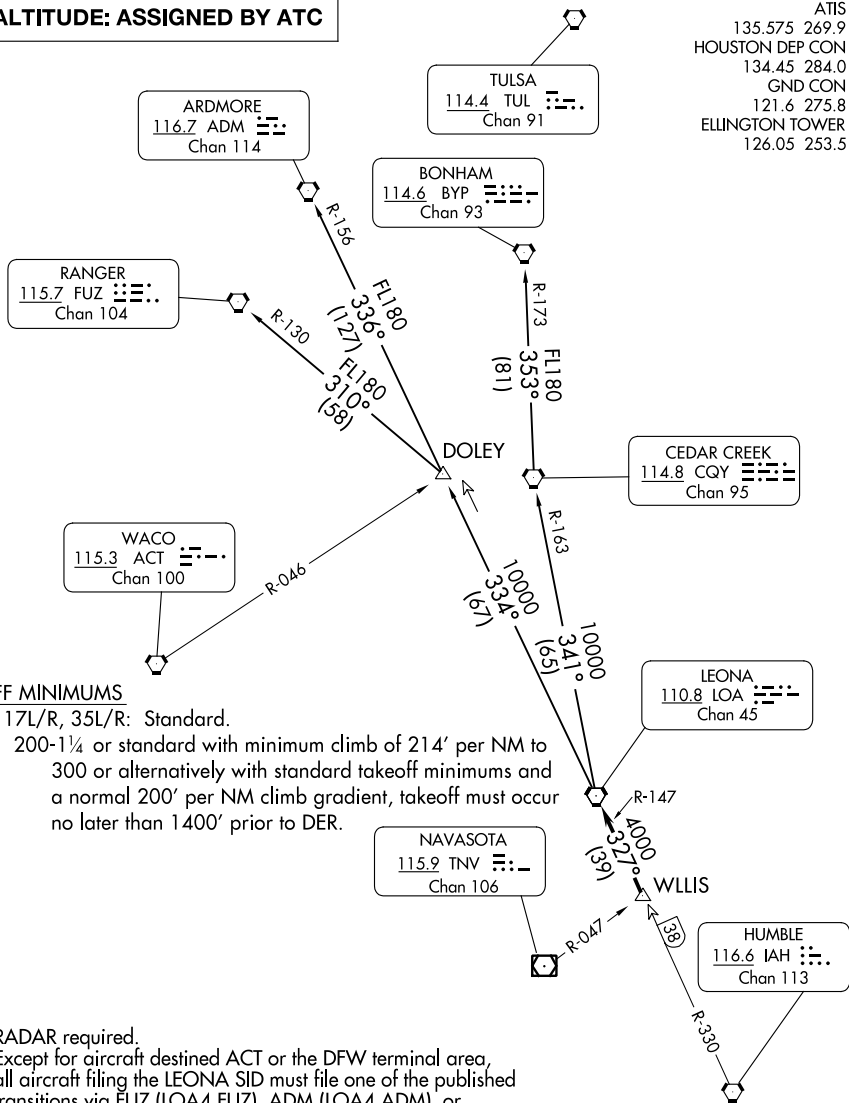 ALTITUDE: ASSIGNED BY ATC
ATIS
135.575 269.9
HOUSTON DEP CON
134.45 284.0
GND CON
121.6 275.8
ELLINGTON TOWER
126.05 253.5
TULSA
114.4 TUL
Chan 91
ARDMORE
116.7 ADM
Chan 114
BONHAM
114.6 BYP
Chan 93
R-156
RANGER
115.7 FUZ
Chan 104
R-130
FL180
336°
(127)
R-173
FL180
353°
(81)
FL180
310°
(58)
DOLEY
CEDAR CREEK
114.8 CQY
Chan 95
R-163
WACO
115.3 ACT
Chan 100
R-046
10000
334°
(67)
10000
341°
(65)
LEONA
110.8 LOA
Chan 45
FF MINIMUMS
17L/R, 35L/R: Standard.
200-1¼ or standard with minimum climb of 214' per NM to
300 or alternatively with standard takeoff minimums and
a normal 200' per NM climb gradient, takeoff must occur
no later than 1400' prior to DER.
R-147
4000
327°
(39)
NAVASOTA
115.9 TNV
Chan 106
WLLIS
R-047
38
HUMBLE
116.6 IAH
Chan 113
R-330
RADAR required.
Except for aircraft destined ACT or the DFW terminal area,
all aircraft filing the LEONA SID must file one of the published
transitions via FUZ (LOA4.FUZ), ADM (LOA4.ADM), or